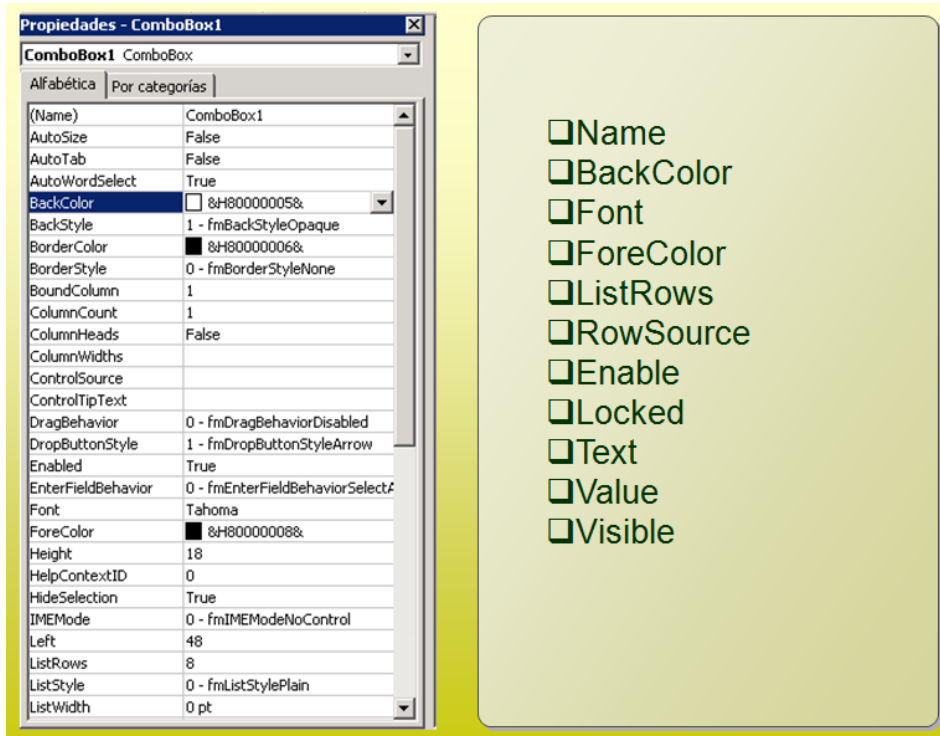 Propiedades - ComboBox1
ComboBox1 ComboBox
Alfabética Por categorías
(Name) ComboBox1
AutoSize False
AutoTab False
AutoWordSelect True
BackColor &H80000005&
BackStyle 1 - fmBackStyleOpaque
BorderColor &H80000006&
BorderStyle 0 - fmBorderStyleNone
BoundColumn 1
ColumnCount 1
ColumnHeads False
ColumnWidths
ControlSource
ControlTipText
DragBehavior 0 - fmDragBehaviorDisabled
DropButtonStyle 1 - fmDropButtonStyleArrow
Enabled True
EnterFieldBehavior 0 - fmEnterFieldBehaviorSelectA
Font Tahoma
ForeColor &H80000008&
Height 18
HelpContextID 0
HideSelection True
IMEMode 0 - fmIMEModeNoControl
Left 48
ListRows 8
ListStyle 0 - fmListStylePlain
ListWidth 0 pt
❑Name
❑BackColor
❑Font
❑ForeColor
❑ListRows
❑RowSource
❑Enable
❑Locked
❑Text
❑Value
❑Visible